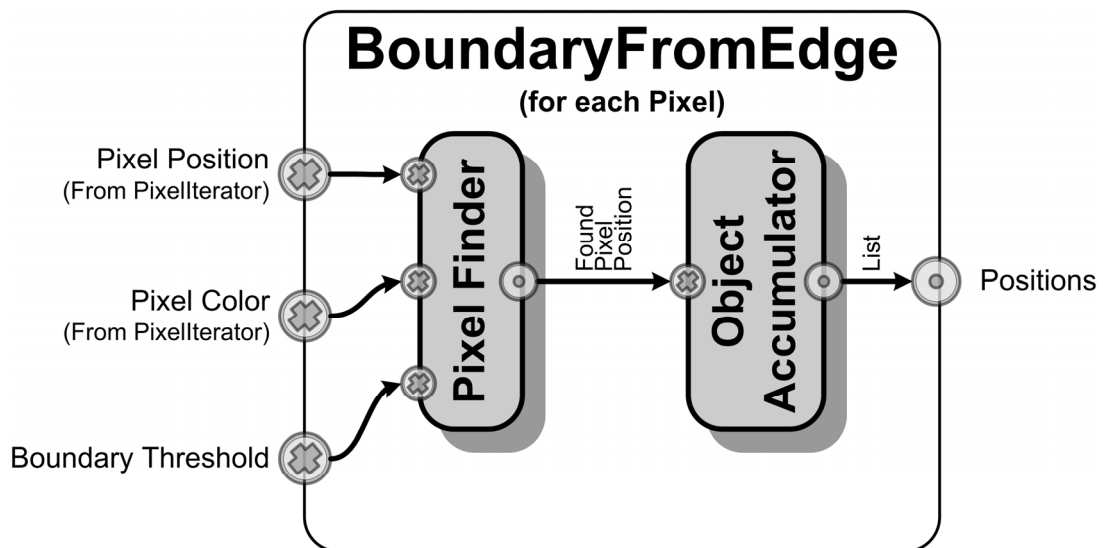 BoundaryFromEdge
(for each Pixel)
Pixel Position
(From PixelIterator)
Pixel Color
(From PixelIterator)
Boundary Threshold
Pixel Finder
Found
Pixel
Position
Object
Accumulator
List
Positions